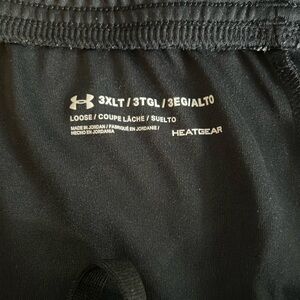 3XLT / 3TGL / 3EG/ALTO
LOOSE / COUPE LÂCHE / SUELTO
MADE IN JORDAN / FABRIQUÉ EN JORDANIE /
HECHO EN JORDANIA
HEATGEAR